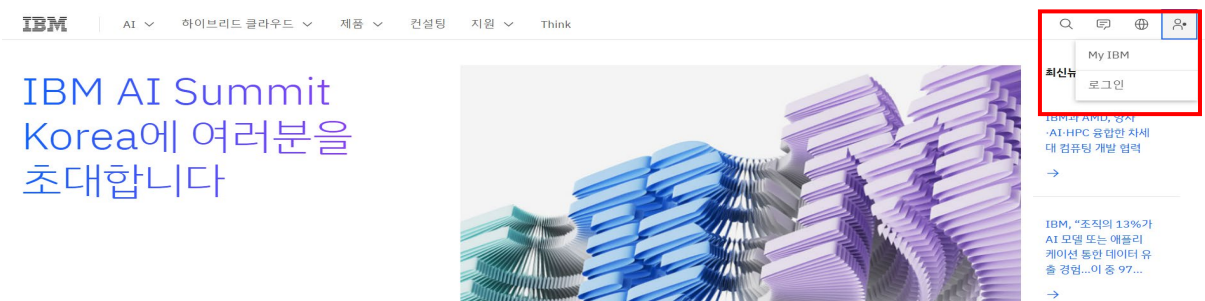 IBM
AI 하이브리드 클라우드 제품 컨설팅 지원 Think
IBM AI Summit
Korea에 여러분을
초대합니다
My IBM
로그인
최신뉴
IBM과 AMD, 양자
·AI·HPC 융합한 차세
대 컴퓨팅 개발 협력
→
IBM, “조직의 13%가
AI 모델 또는 애플리
케이션 통한 데이터 유
출 경험...이 중 97...
→